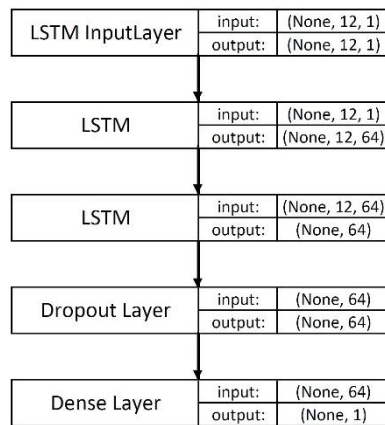 LSTM InputLayer
input: (None, 12, 1)
output: (None, 12, 1)
LSTM
input: (None, 12, 1)
output: (None, 12, 64)
LSTM
input: (None, 12, 64)
output: (None, 64)
Dropout Layer
input: (None, 64)
output: (None, 64)
Dense Layer
input: (None, 64)
output: (None, 1)